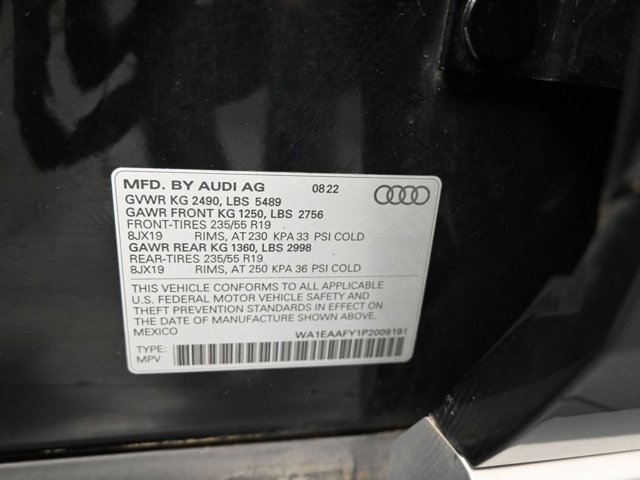 MFD. BY AUDI AG 08 22
GVWR KG 2490, LBS 5489
GAWR FRONT KG 1250, LBS 2756
FRONT-TIRES 235/55 R19
8JX19 RIMS, AT 230 KPA 33 PSI COLD
GAWR REAR KG 1360, LBS 2998
REAR-TIRES 235/55 R19
8JX19 RIMS, AT 250 KPA 36 PSI COLD
THIS VEHICLE CONFORMS TO ALL APPLICAABLE
U.S. FEDERAL MOTOR VEHICLE SAFETY AND
THEFT PREVENTION STANDARDS IN EFFECT ON
THE DATE OF MANUFACTURE SHOWN ABOVE.
MEXICO WA1EAAFY1P2009191
TYPE:
MPV